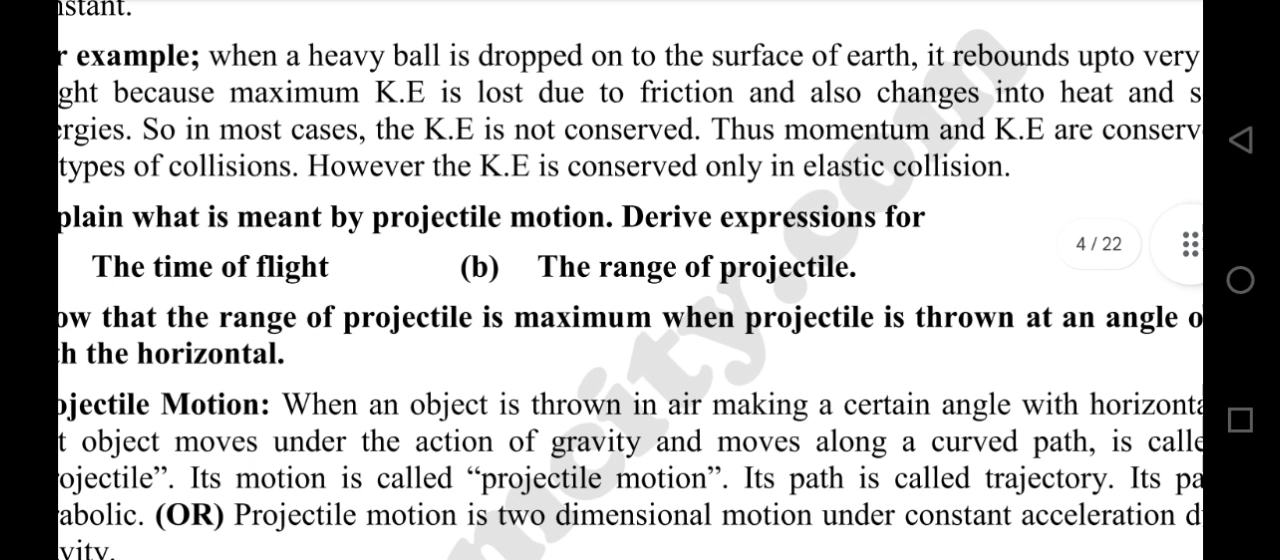 nstant.
r example; when a heavy ball is dropped on to the surface of earth, it rebounds upto very
ght because maximum K.E is lost due to friction and also changes into heat and s
ergies. So in most cases, the K.E is not conserved. Thus momentum and K.E are conserv
types of collisions. However the K.E is conserved only in elastic collision.
plain what is meant by projectile motion. Derive expressions for
The time of flight (b) The range of projectile.
4 / 22
ow that the range of projectile is maximum when projectile is thrown at an angle o
h the horizontal.
ojectile Motion: When an object is thrown in air making a certain angle with horizonta
t object moves under the action of gravity and moves along a curved path, is calle
rojectile”. Its motion is called “projectile motion”. Its path is called trajectory. Its pa
rabolic. (OR) Projectile motion is two dimensional motion under constant acceleration d
vity.
mcity.com